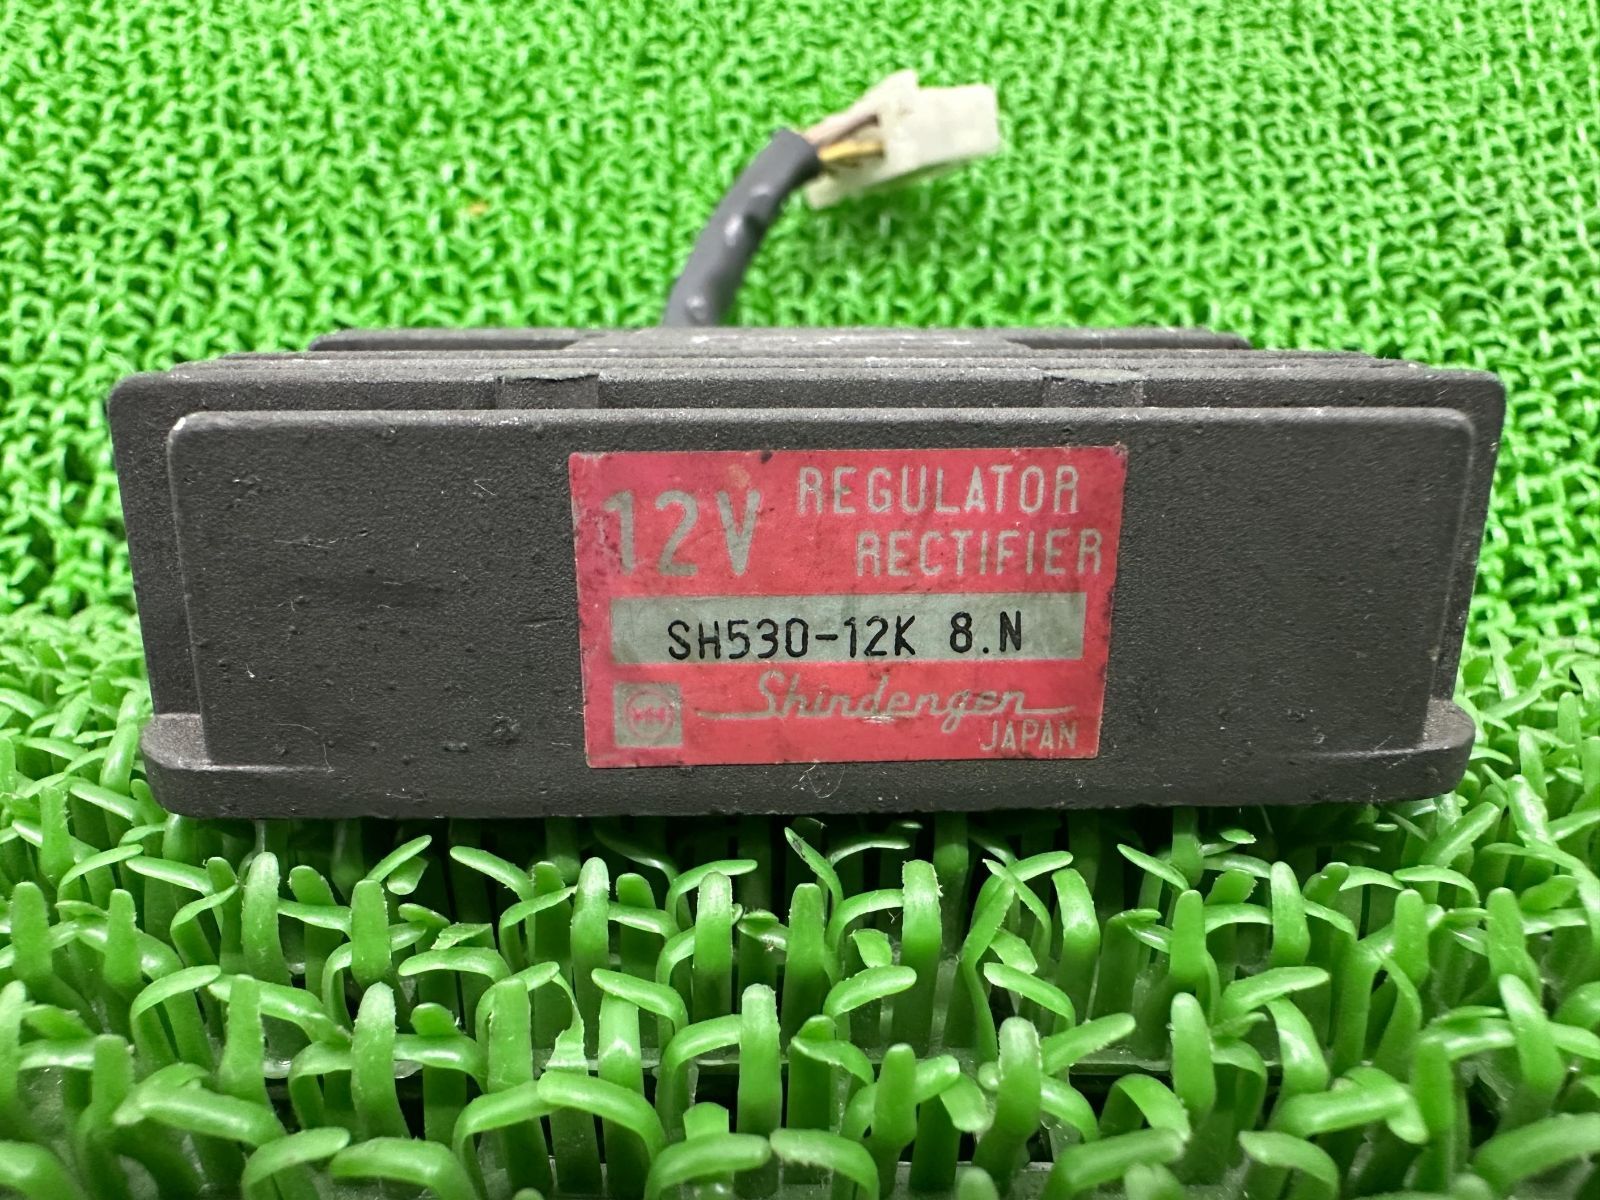 12V REGULATOR
RECTIFIER
SH530-12K 8.N
Shindengen
JAPAN